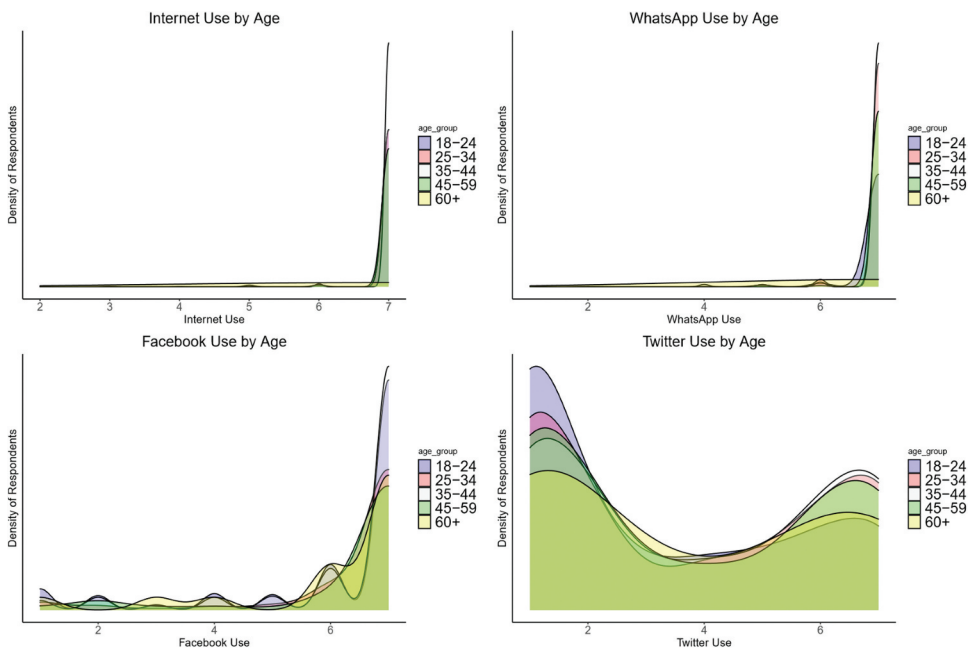 Internet Use by Age
Density of Respondents
age_group
18−24
25−34
35−44
45−59
60+
2 3 4 5 6 7
Internet Use
WhatsApp Use by Age
Density of Respondents
age_group
18−24
25−34
35−44
45−59
60+
2 4 6
WhatsApp Use
Facebook Use by Age
Density of Respondents
age_group
18−24
25−34
35−44
45−59
60+
2 4 6
Facebook Use
Twitter Use by Age
Density of Respondents
age_group
18−24
25−34
35−44
45−59
60+
2 4 6
Twitter Use